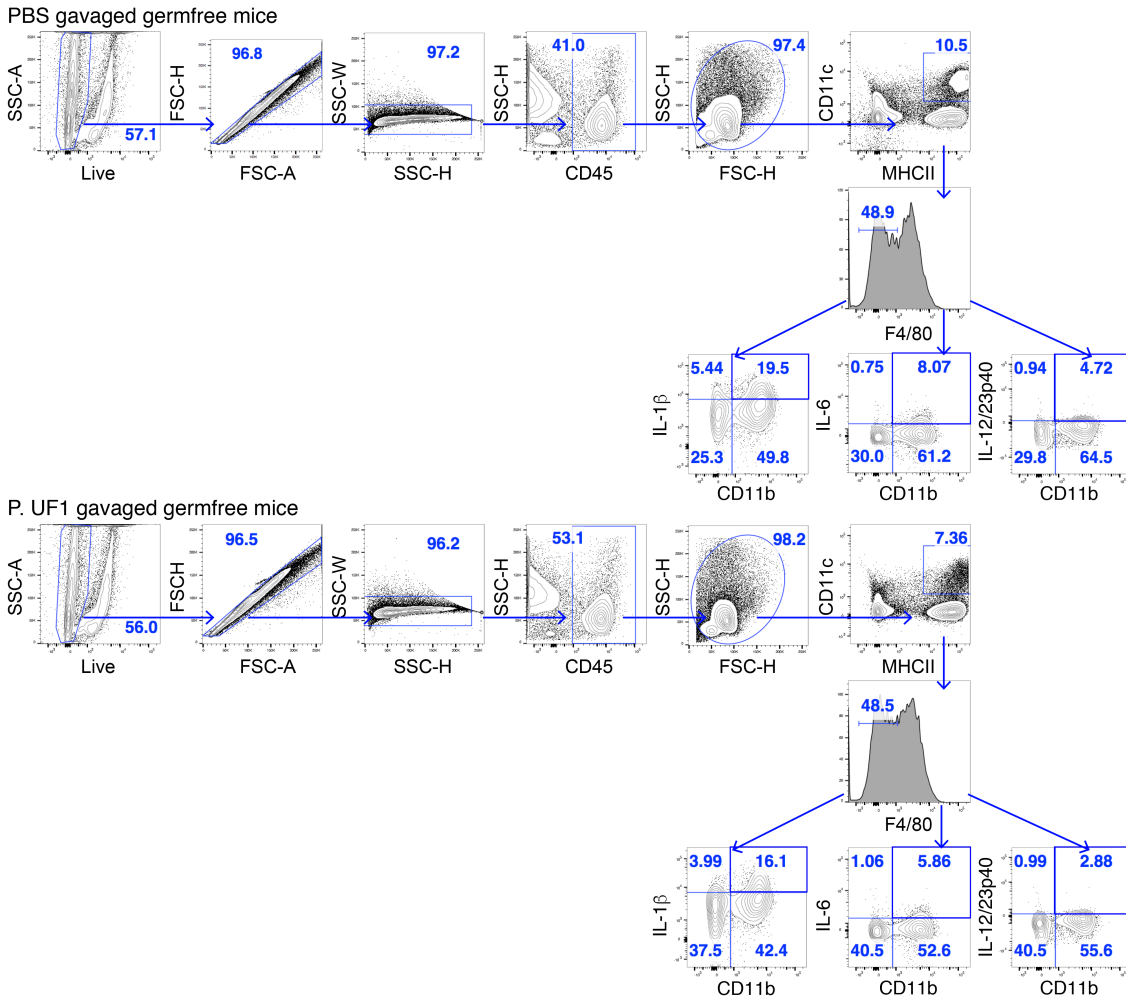 PBS gavaged germfree mice
SSC-A
57.1
Live
FSC-H
96.8
FSC-A
SSC-W
97.2
SSC-H
SSC-H
41.0
CD45
SSC-H
97.4
FSC-H
CD11c
10.5
MHCII
48.9
F4/80
IL-1β
5.44
19.5
25.3
49.8
CD11b
IL-6
0.75
8.07
30.0
61.2
CD11b
IL-12/23p40
0.94
4.72
29.8
64.5
CD11b
P. UF1 gavaged germfree mice
SSC-A
56.0
Live
FSCH
96.5
FSC-A
SSC-W
96.2
SSC-H
SSC-H
53.1
CD45
SSC-H
98.2
FSC-H
CD11c
7.36
MHCII
48.5
F4/80
IL-1β
3.99
16.1
37.5
42.4
CD11b
IL-6
1.06
5.86
40.5
52.6
CD11b
IL-12/23p40
0.99
2.88
40.5
55.6
CD11b